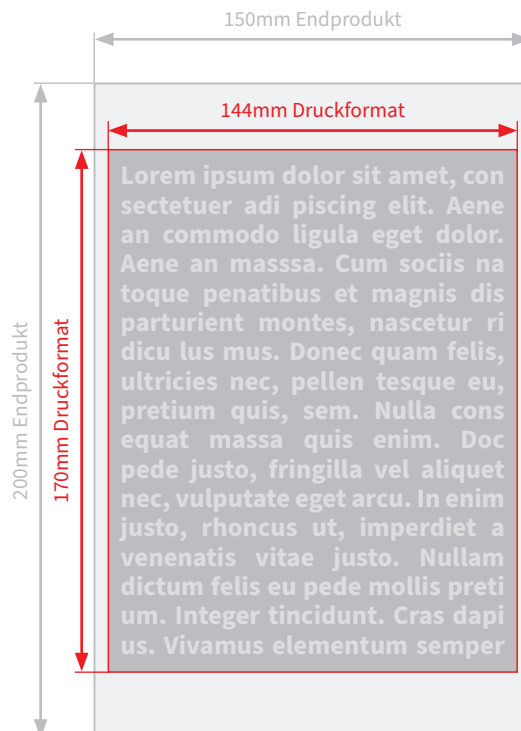 150mm Endprodukt
144mm Druckformat
200mm Endprodukt
170mm Druckformat
Lorem ipsum dolor sit amet, con
sectetuer adi piscing elit. Aene
an commodo ligula eget dolor.
Aene an masssa. Cum sociis na
toque penatibus et magnis dis
parturient montes, nascetur ri
dicu lus mus. Donec quam felis,
ultricies nec, pellen tesque eu,
pretium quis, sem. Nulla cons
equat massa quis enim. Doc
pede justo, fringilla vel aliquet
nec, vulputate eget arcu. In enim
justo, rhoncus ut, imperdiet a
venenatis vitae justo. Nullam
dictum felis eu pede mollis preti
um. Integer tincidunt. Cras dapi
us. Vivamus elementum semper